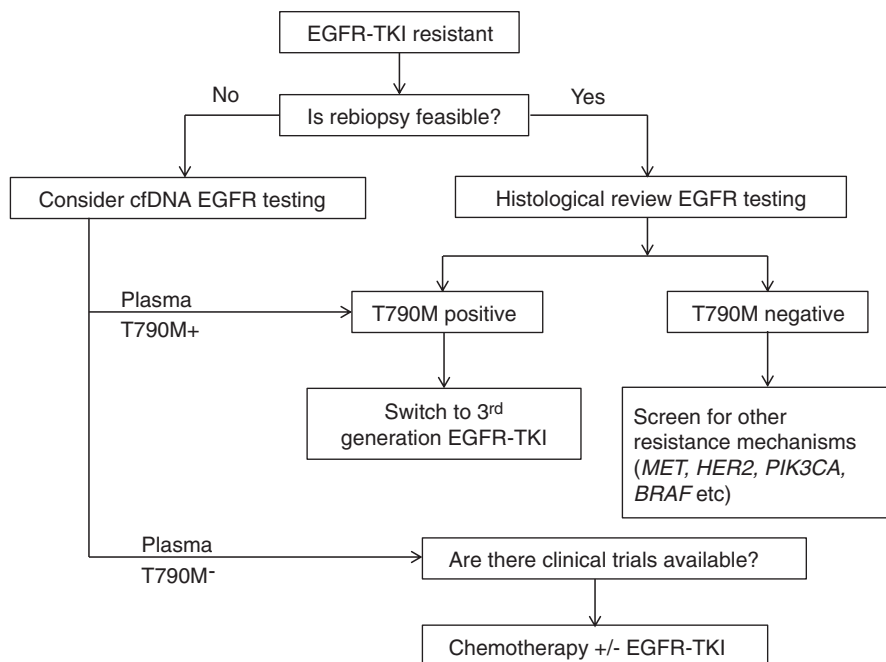 EGFR-TKI resistant
No
Yes
Is rebiopsy feasible?
Consider cfDNA EGFR testing
Histological review EGFR testing
Plasma
T790M+
T790M positive
T790M negative
Switch to 3rd
generation EGFR-TKI
Screen for other
resistance mechanisms
(MET, HER2, PIK3CA,
BRAF etc)
Plasma
T790M-
Are there clinical trials available?
Chemotherapy +/- EGFR-TKI